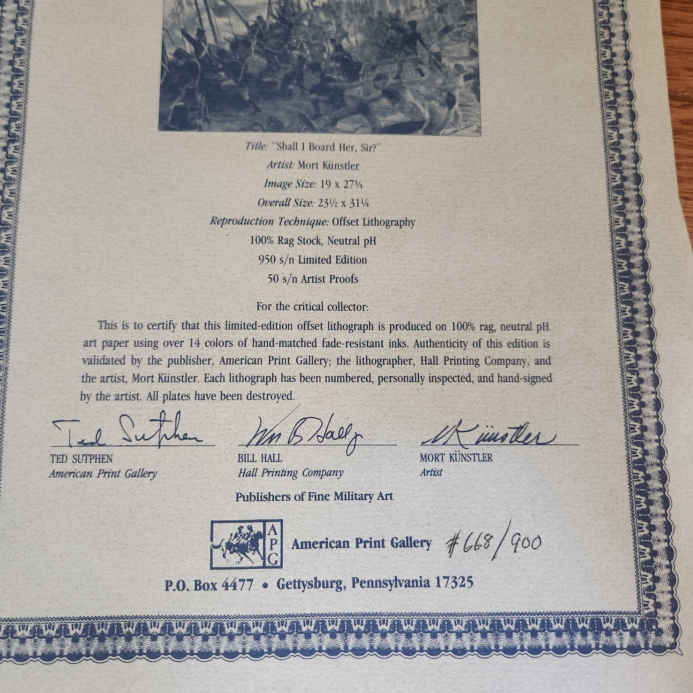 Title: "Shall I Board Her, Sir?"
Artist: Mort Künstler
Image Size: 19 x 27¾
Overall Size: 23½ x 31¼
Reproduction Technique: Offset Lithography
100% Rag Stock, Neutral pH
950 s/n Limited Edition
50 s/n Artist Proofs
For the critical collector:
This is to certify that this limited-edition offset lithograph is produced on 100% rag, neutral pH
art paper using over 14 colors of hand-matched fade-resistant inks. Authenticity of this edition is
validated by the publisher, American Print Gallery; the lithographer, Hall Printing Company, and
the artist, Mort Künstler. Each lithograph has been numbered, personally inspected, and hand-signed
by the artist. All plates have been destroyed.
Ted Sutphen Wm B Hall Jr MKünstler
TED SUTPHEN BILL HALL MORT KÜNSTLER
American Print Gallery Hall Printing Company Artist
Publishers of Fine Military Art
APG American Print Gallery #668/900
P.O. Box 4477 • Gettysburg, Pennsylvania 17325